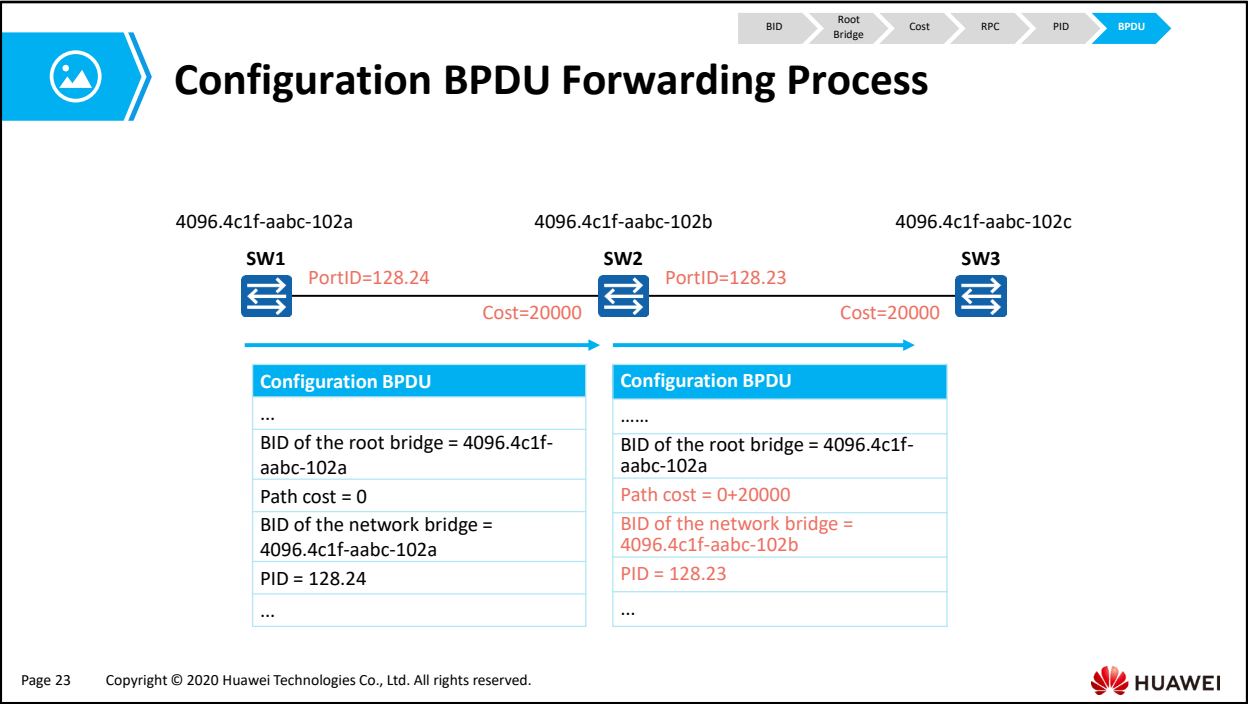 BID
Root
Bridge
Cost
RPC
PID
BPDU
Configuration BPDU Forwarding Process
4096.4c1f-aabc-102a
4096.4c1f-aabc-102b
4096.4c1f-aabc-102c
SW1
SW2
SW3
PortID=128.24
PortID=128.23
Cost=20000
Cost=20000
Configuration BPDU
...
BID of the root bridge = 4096.4c1f-
aabc-102a
Path cost = 0
BID of the network bridge =
4096.4c1f-aabc-102a
PID = 128.24
...
Configuration BPDU
......
BID of the root bridge = 4096.4c1f-
aabc-102a
Path cost = 0+20000
BID of the network bridge =
4096.4c1f-aabc-102b
PID = 128.23
...
Page 23 Copyright © 2020 Huawei Technologies Co., Ltd. All rights reserved.
HUAWEI